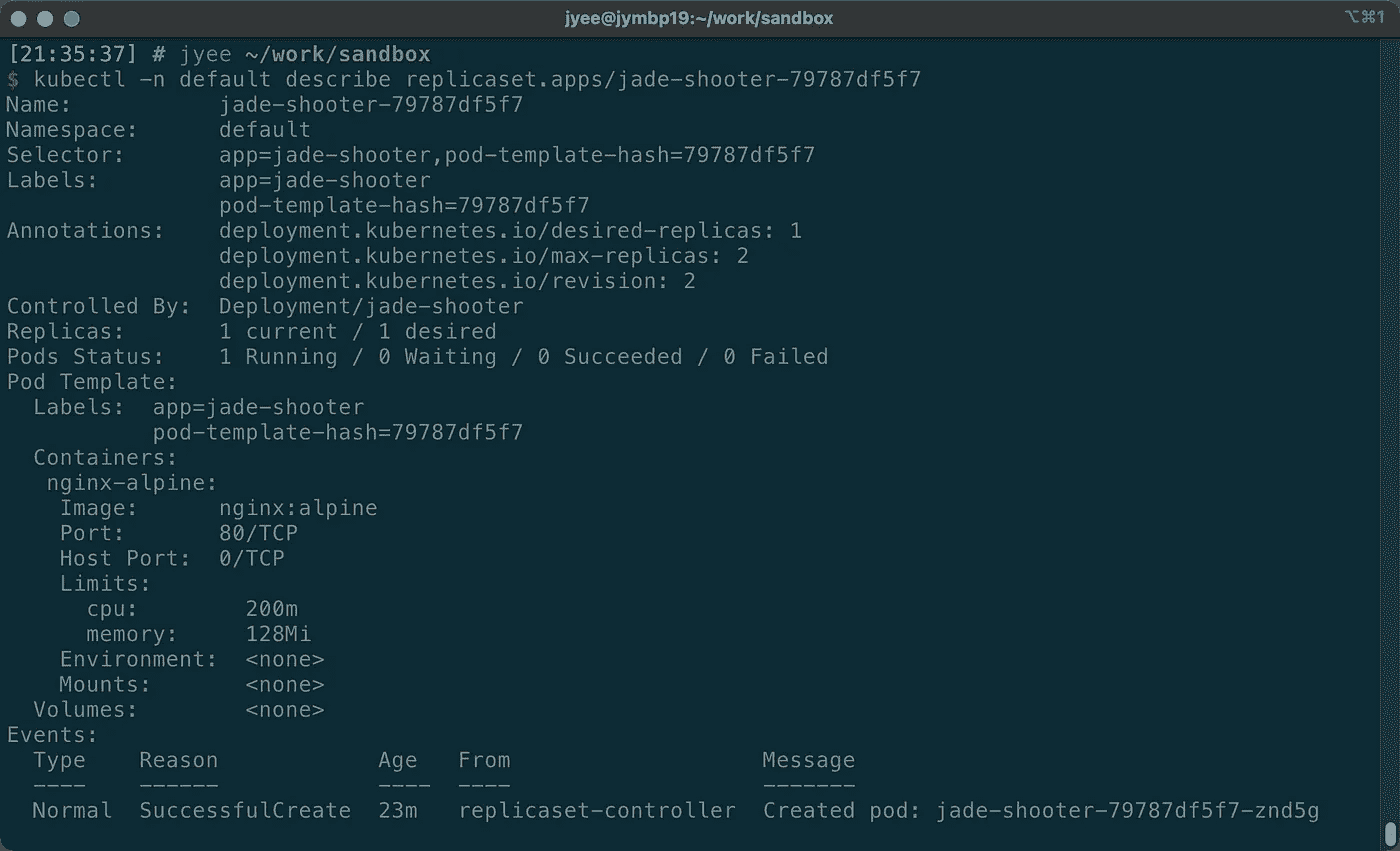 jyee@jymbp19:~/work/sandbox ⌥⌘1
[21:35:37] # jyee ~/work/sandbox
$ kubectl -n default describe replicaset.apps/jade-shooter-79787df5f7
Name:           jade-shooter-79787df5f7
Namespace:      default
Selector:       app=jade-shooter,pod-template-hash=79787df5f7
Labels:         app=jade-shooter
                pod-template-hash=79787df5f7
Annotations:    deployment.kubernetes.io/desired-replicas: 1
                deployment.kubernetes.io/max-replicas: 2
                deployment.kubernetes.io/revision: 2
Controlled By:  Deployment/jade-shooter
Replicas:       1 current / 1 desired
Pods Status:    1 Running / 0 Waiting / 0 Succeeded / 0 Failed
Pod Template:
  Labels:  app=jade-shooter
           pod-template-hash=79787df5f7
  Containers:
   nginx-alpine:
    Image:      nginx:alpine
    Port:       80/TCP
    Host Port:  0/TCP
    Limits:
      cpu:        200m
      memory:     128Mi
    Environment:  <none>
    Mounts:       <none>
  Volumes:        <none>
Events:
  Type    Reason            Age   From                   Message
  ----    ------            ----  ----                   -------
  Normal  SuccessfulCreate  23m   replicaset-controller  Created pod: jade-shooter-79787df5f7-znd5g